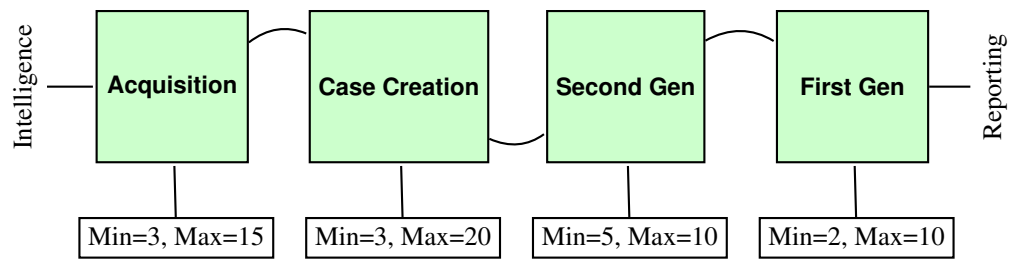 Intelligence
Acquisition
Case Creation
Second Gen
First Gen
Reporting
Min=3, Max=15
Min=3, Max=20
Min=5, Max=10
Min=2, Max=10